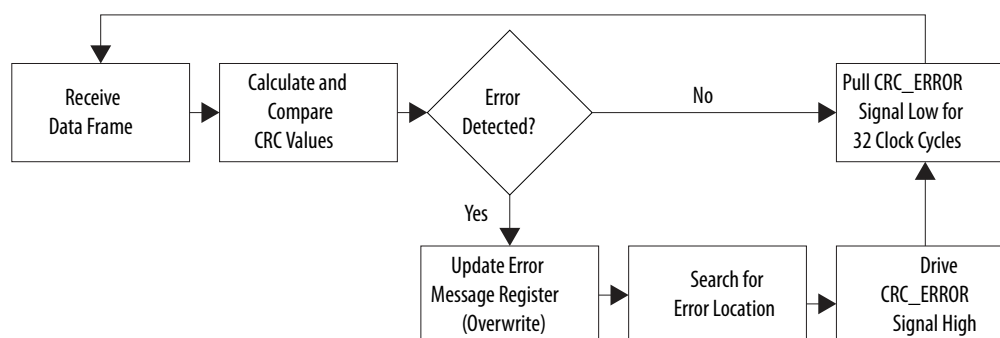 Receive
Data Frame
Calculate and
Compare
CRC Values
Error
Detected?
No
Pull CRC_ERROR
Signal Low for
32 Clock Cycles
Yes
Update Error
Message Register
(Overwrite)
Search for
Error Location
Drive
CRC_ERROR
Signal High